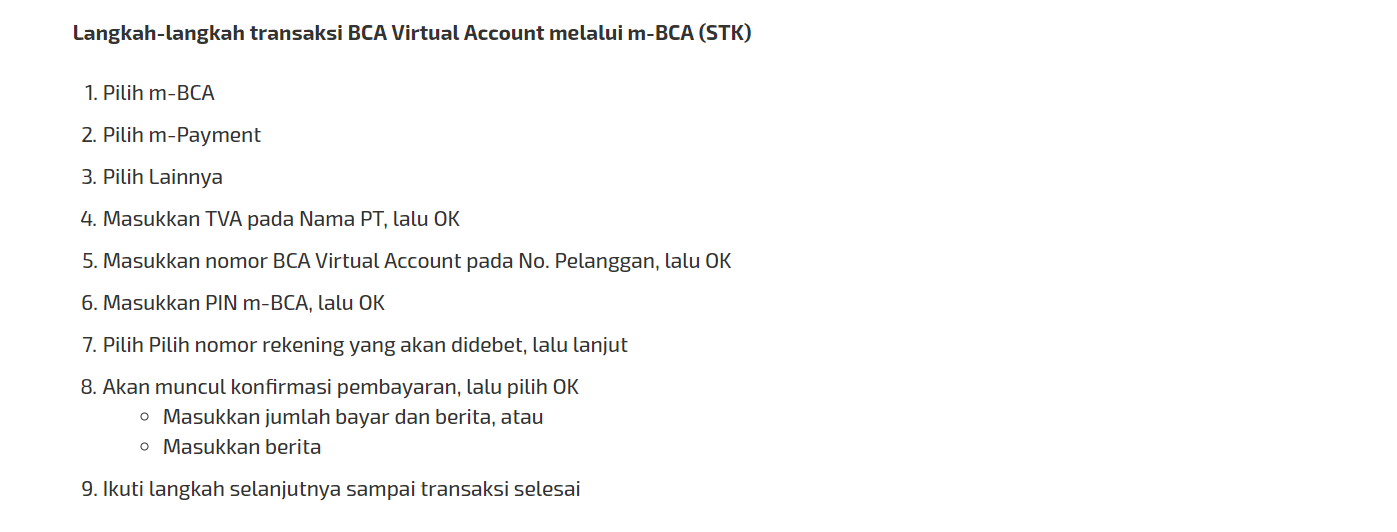 Langkah-langkah transaksi BCA Virtual Account melalui m-BCA (STK)
1. Pilih m-BCA
2. Pilih m-Payment
3. Pilih Lainnya
4. Masukkan TVA pada Nama PT, lalu OK
5. Masukkan nomor BCA Virtual Account pada No. Pelanggan, lalu OK
6. Masukkan PIN m-BCA, lalu OK
7. Pilih Pilih nomor rekening yang akan didebet, lalu lanjut
8. Akan muncul konfirmasi pembayaran, lalu pilih OK
◦ Masukkan jumlah bayar dan berita, atau
◦ Masukkan berita
9. Ikuti langkah selanjutnya sampai transaksi selesai